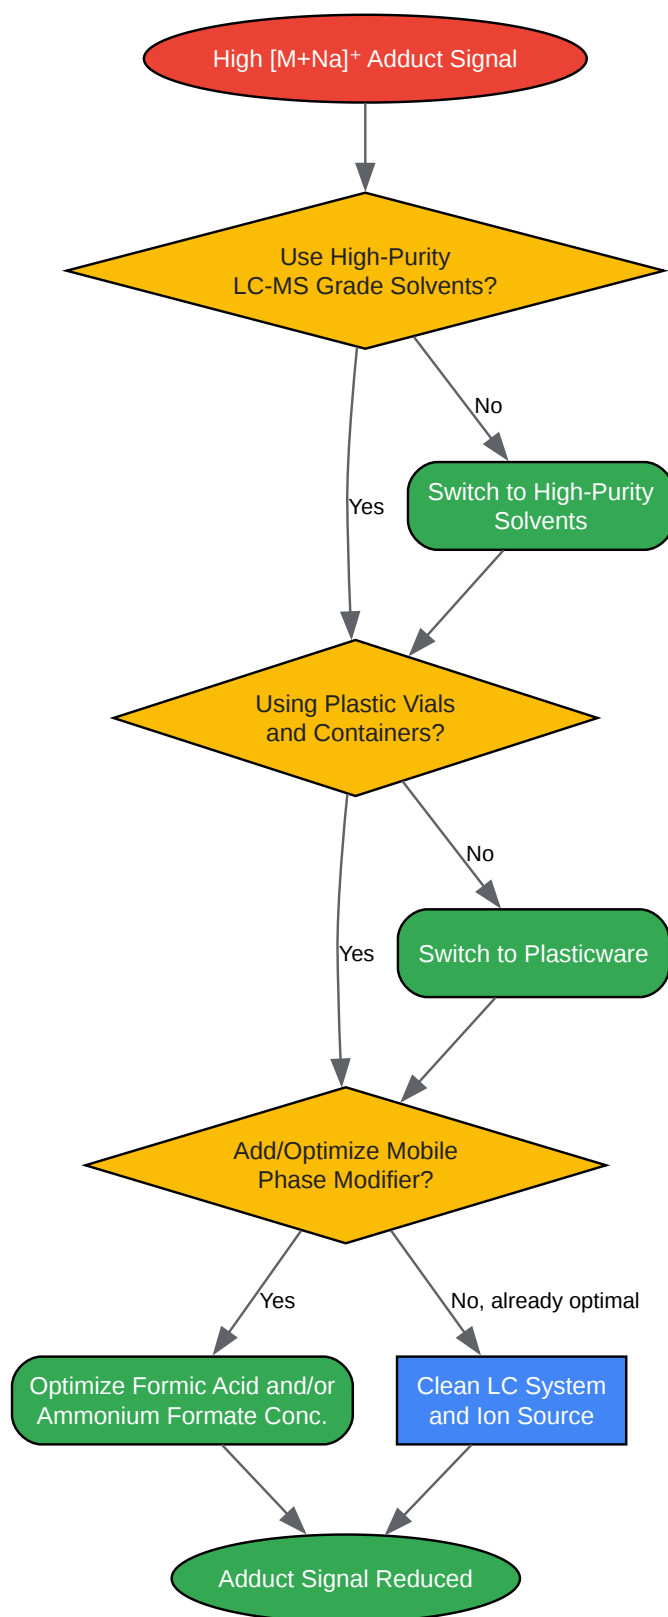 High [M+Na]⁺ Adduct Signal
Use High-Purity
LC-MS Grade Solvents?
No
Yes
Switch to High-Purity
Solvents
Using Plastic Vials
and Containers?
No
Yes
Switch to Plasticware
Add/Optimize Mobile
Phase Modifier?
Yes
No, already optimal
Optimize Formic Acid and/or
Ammonium Formate Conc.
Clean LC System
and Ion Source
Adduct Signal Reduced